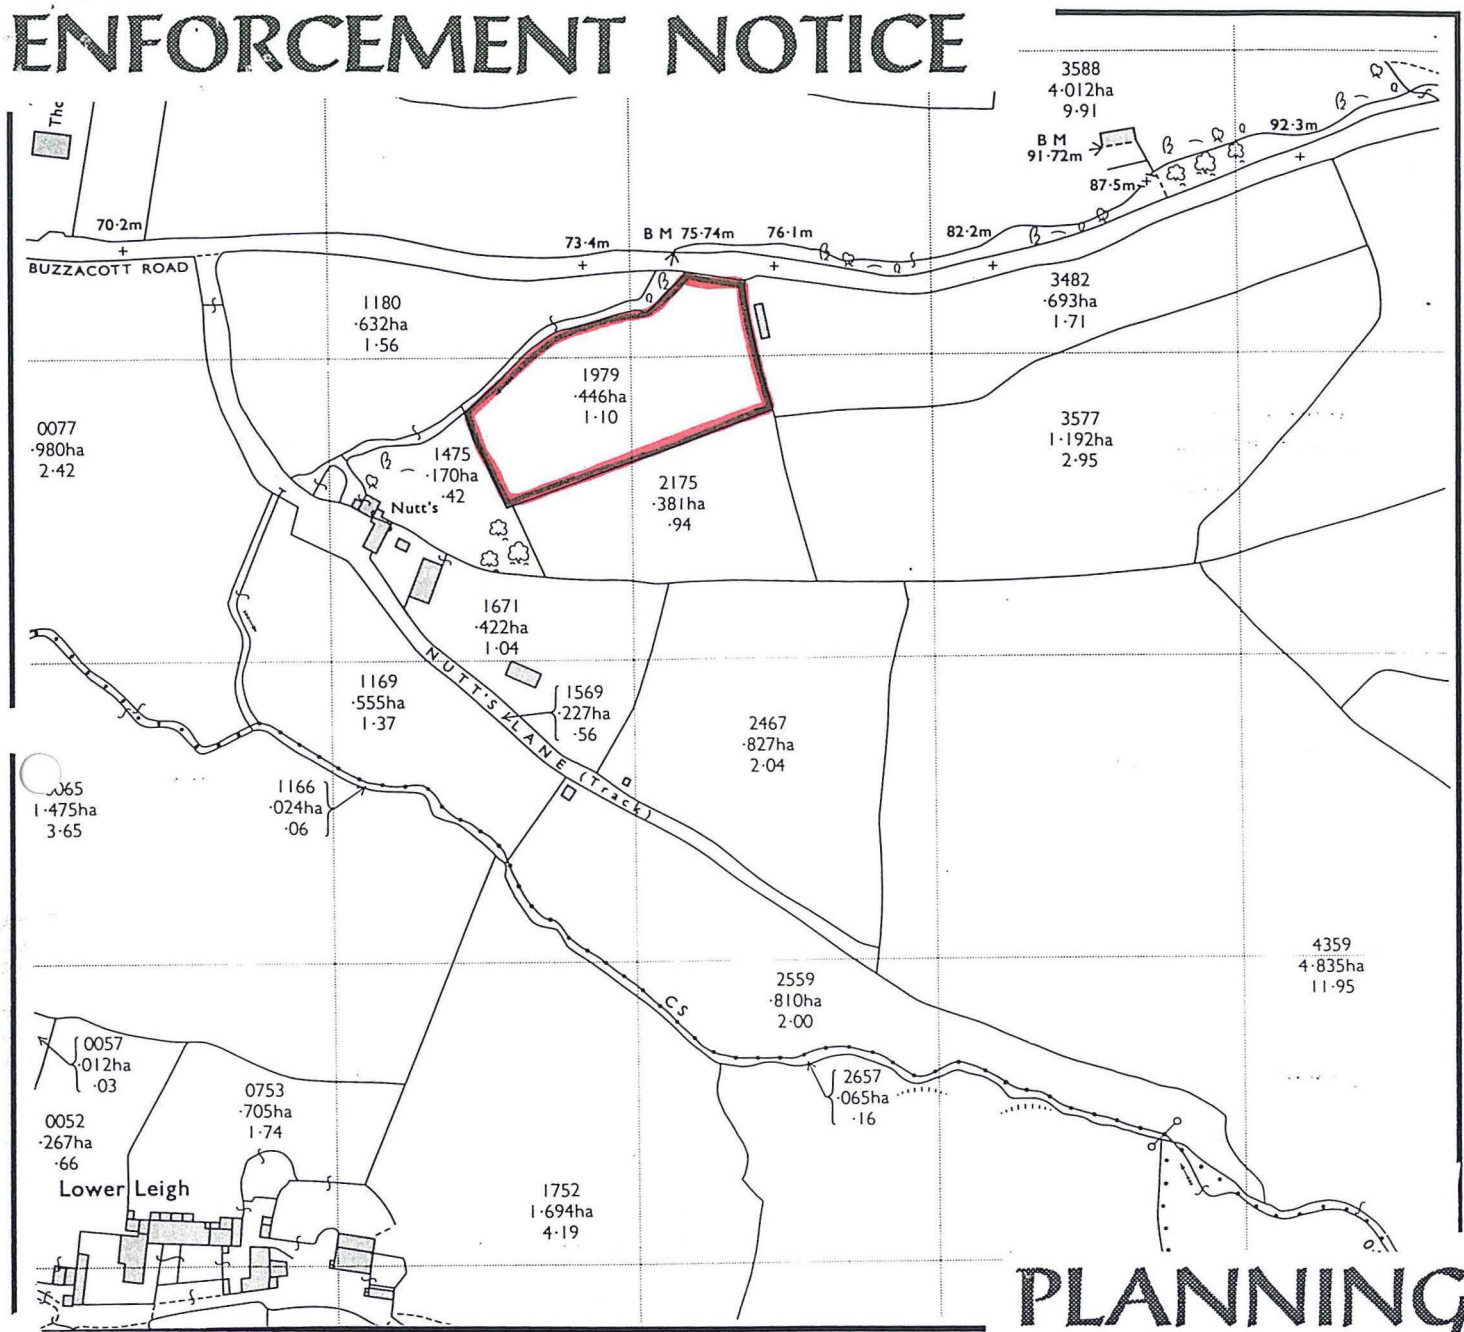 ENFORCEMENT NOTICE
3588
4·012ha
9·91
92·3m
B M
91·72m
87·5m
70·2m
73·4m
B M 75·74m
76·1m
82·2m
BUZZACOTT ROAD
1180
·632ha
1·56
3482
·693ha
1·71
1979
·446ha
1·10
0077
·980ha
2·42
3577
1·192ha
2·95
1475
·170ha
·42
2175
·381ha
·94
Nutt's
1671
·422ha
1·04
NUTT'S LANE (Track)
1169
·555ha
1·37
1569
·227ha
·56
2467
·827ha
2·04
065
1·475ha
3·65
1166
·024ha
·06
4359
4·835ha
11·95
2559
·810ha
2·00
CS
0057
·012ha
·03
0753
·705ha
1·74
2657
·065ha
·16
0052
·267ha
·66
Lower Leigh
1752
1·694ha
4·19
PLANNING